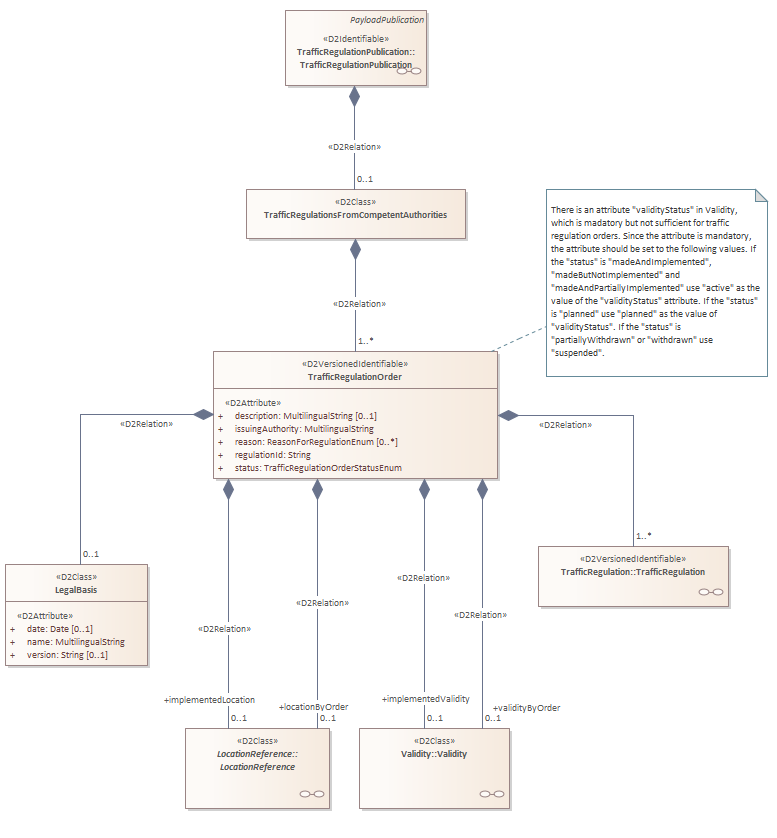 PayloadPublication
«D2Identifiable»
TrafficRegulationPublication::
TrafficRegulationPublication
«D2Relation»
0..1
«D2Class»
TrafficRegulationsFromCompetentAuthorities
There is an attribute "validityStatus" in Validity,
which is madatory but not sufficient for traffic
regulation orders. Since the attribute is mandatory,
the attribute should be set to the following values. If
the "status" is "madeAndImplemented",
"madeButNotImplemented" and
"madeAndPartiallyImplemented" use "active" as the
value of the "validityStatus" attribute. If the "status"
is "planned" use "planned" as the value of
"validityStatus". If the "status" is
"partiallyWithdrawn" or "withdrawn" use
"suspended".
«D2Relation»
1..*
«D2VersionedIdentifiable»
TrafficRegulationOrder
«D2Attribute»
+ description: MultilingualString [0..1]
+ issuingAuthority: MultilingualString
+ reason: ReasonForRegulationEnum [0..*]
+ regulationId: String
+ status: TrafficRegulationOrderStatusEnum
«D2Relation»
«D2Relation»
0..1
«D2Class»
LegalBasis
«D2Attribute»
+ date: Date [0..1]
+ name: MultilingualString
+ version: String [0..1]
1..*
«D2VersionedIdentifiable»
TrafficRegulation::TrafficRegulation
«D2Relation»
«D2Relation»
«D2Relation»
«D2Relation»
+implementedLocation
0..1
+locationByOrder
0..1
+implementedValidity
0..1
+validityByOrder
0..1
«D2Class»
LocationReference::
LocationReference
«D2Class»
Validity::Validity